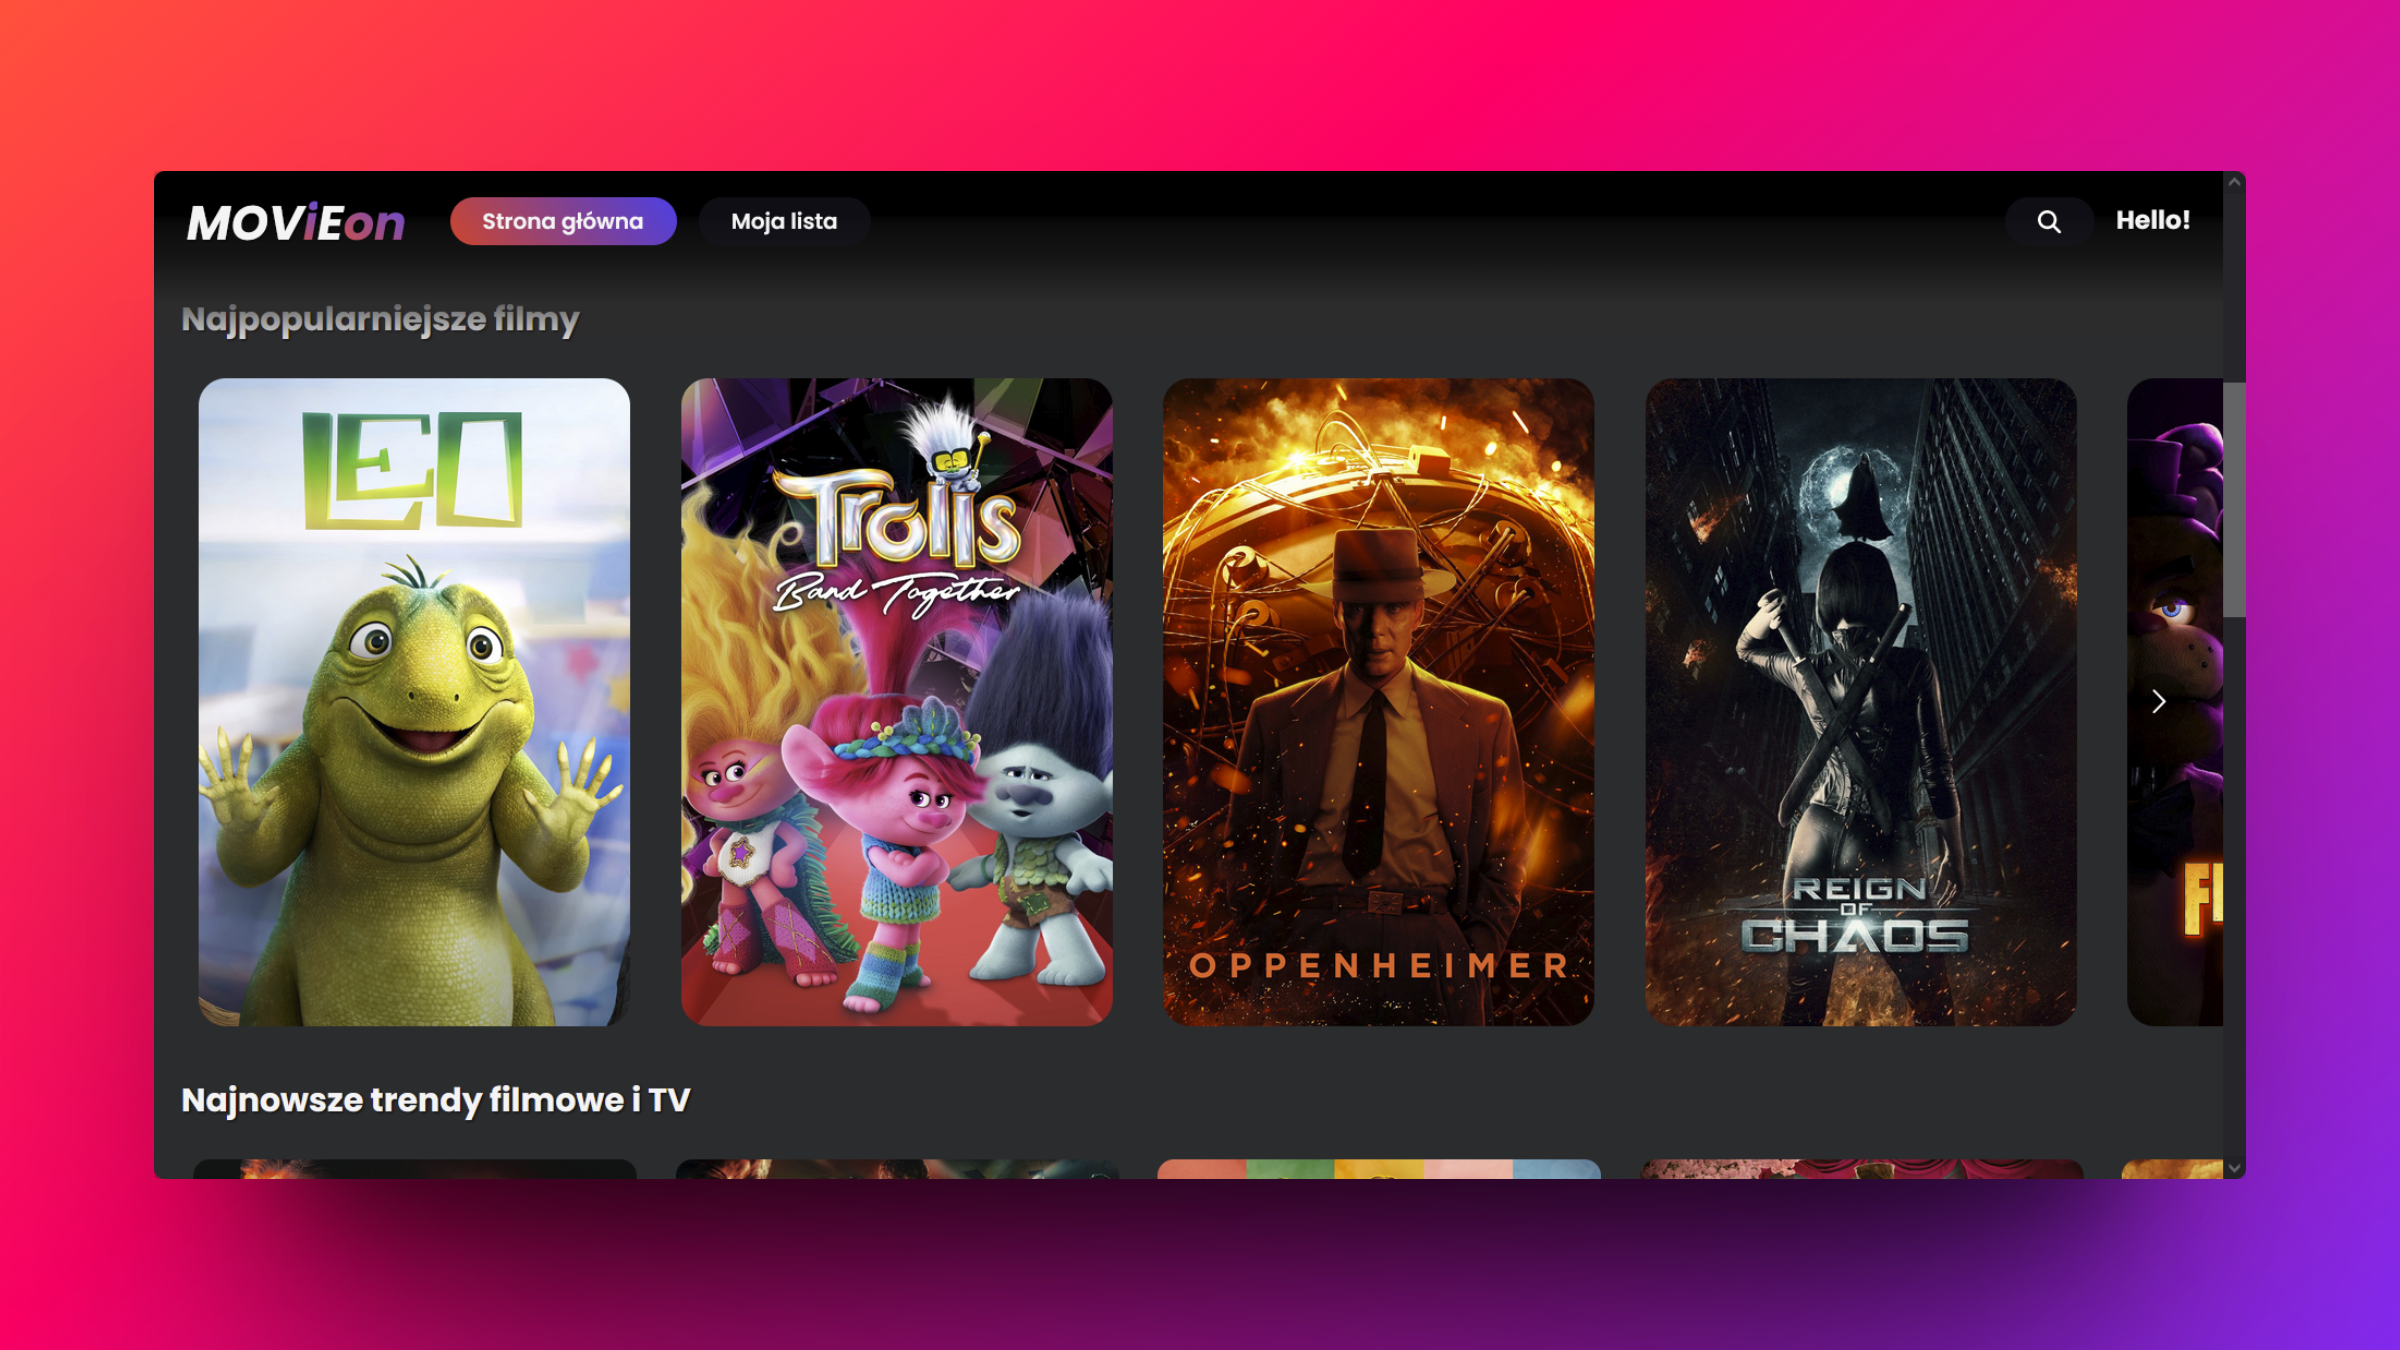 MOViEon
Strona główna
Moja lista
Hello!
Najpopularniejsze filmy
LEO
Trolls
Band Together
OPPENHEIMER
REIGN
OF
CHAOS
Najnowsze trendy filmowe i TV